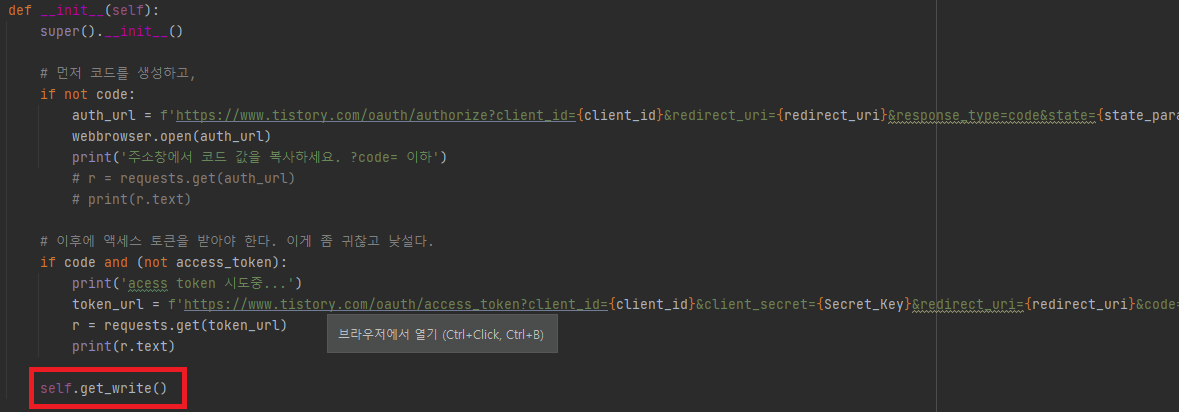 def __init__(self):
super().__init__()
# 먼저 코드를 생성하고,
if not code:
auth_url = f'https://www.tistory.com/oauth/authorize?client_id={client_id}&redirect_uri={redirect_uri}&response_type=code&state={state_para
webbrowser.open(auth_url)
print('주소창에서 코드 값을 복사하세요. ?code= 이하')
# r = requests.get(auth_url)
# print(r.text)
# 이후에 액세스 토큰을 받아야 한다. 이게 좀 귀찮고 낯설다.
if code and (not access_token):
print('acess token 시도중...')
token_url = f'https://www.tistory.com/oauth/access_token?client_id={client_id}&client_secret={Secret_Key}&redirect_uri={redirect_uri}&code=
r = requests.get(token_url)
브라우저에서 열기 (Ctrl+Click, Ctrl+B)
print(r.text)
self.get_write()